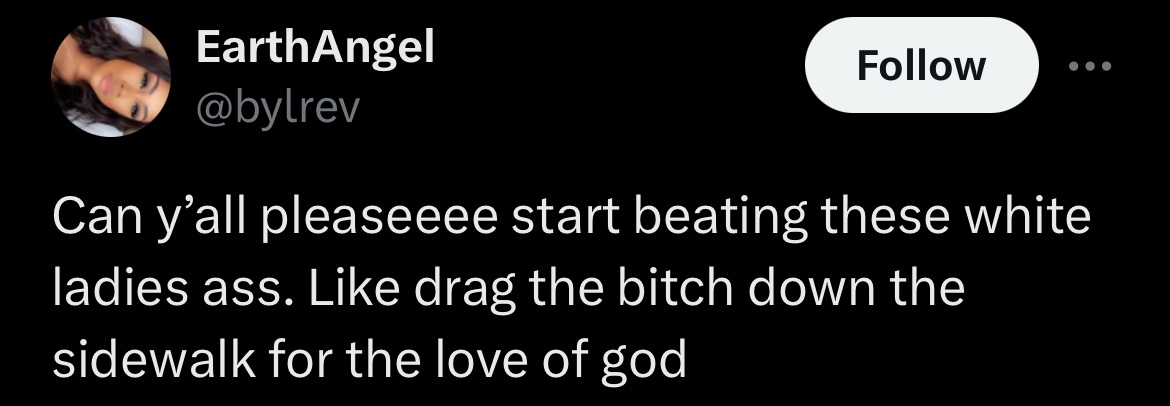 EarthAngel
Follow
@bylrev
Can y’all pleaseeee start beating these white
ladies ass. Like drag the bitch down the
sidewalk for the love of god